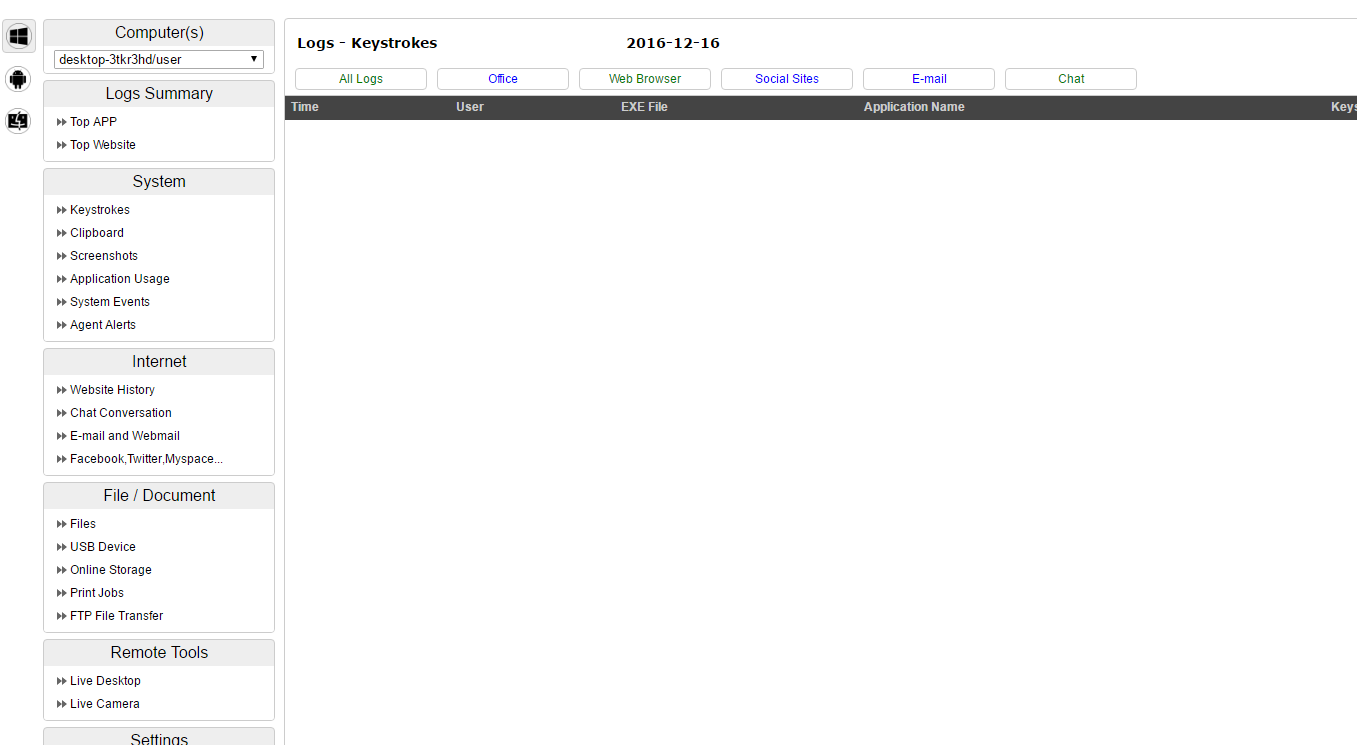 Computer(s)
desktop-3tkr3hd/user
Logs Summary
Top APP
Top Website
System
Keystrokes
Clipboard
Screenshots
Application Usage
System Events
Agent Alerts
Internet
Website History
Chat Conversation
E-mail and Webmail
Facebook,Twitter,Myspace...
File / Document
Files
USB Device
Online Storage
Print Jobs
FTP File Transfer
Remote Tools
Live Desktop
Live Camera
Settings
Logs - Keystrokes 2016-12-16
All Logs Office Web Browser Social Sites E-mail Chat
Time User EXE File Application Name Keys